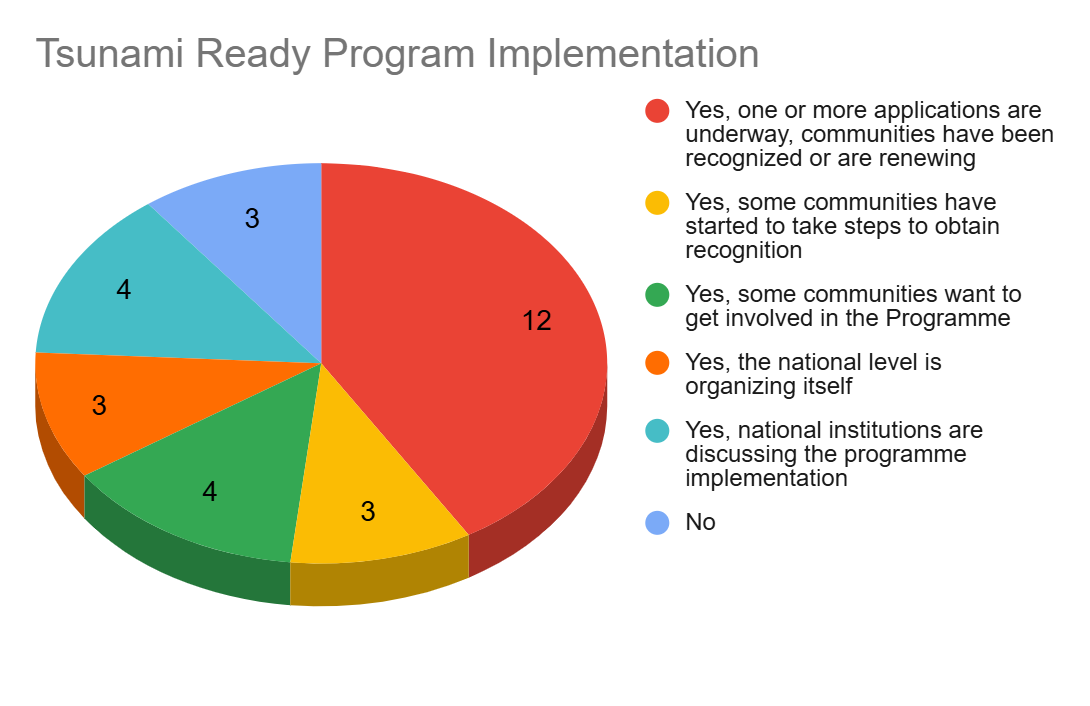 Tsunami Ready Program Implementation
Yes, one or more applications are
underway, communities have been
recognized or are renewing
Yes, some communities have
started to take steps to obtain
recognition
Yes, some communities want to
get involved in the Programme
Yes, the national level is
organizing itself
Yes, national institutions are
discussing the programme
implementation
No
3
4
12
3
4
3